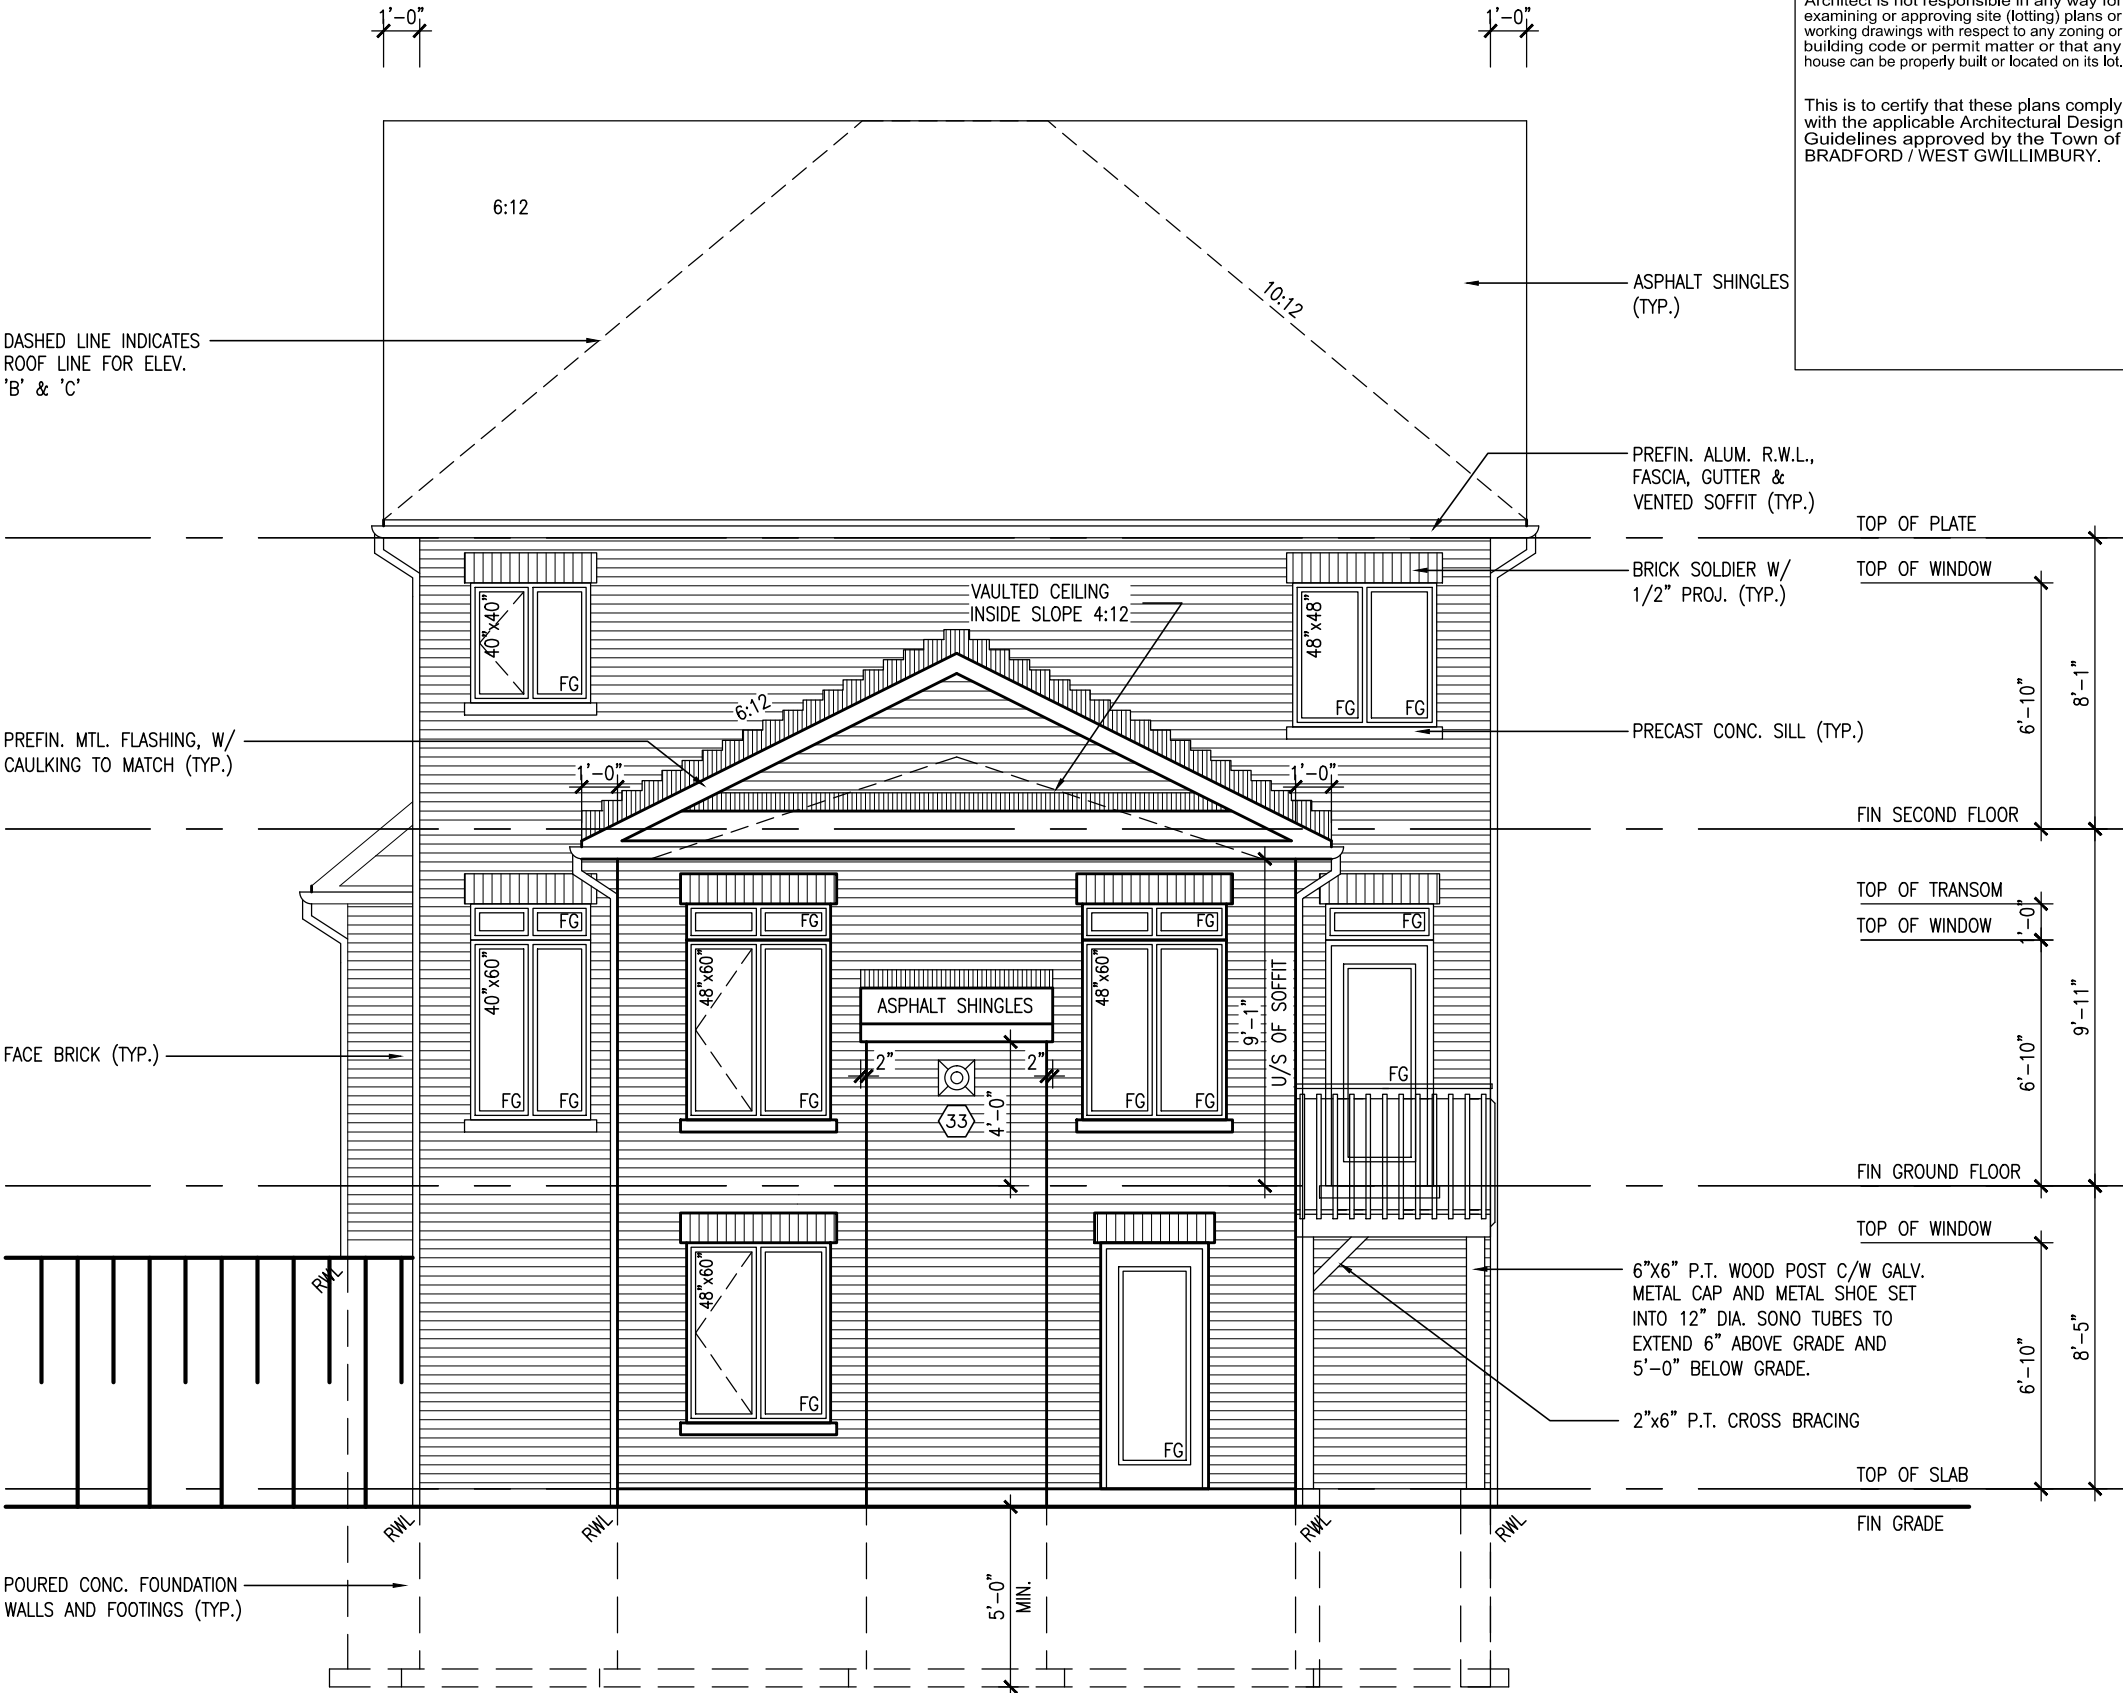 1'-0"
1'-0"
Architect is not responsible in any way for
examining or approving site (lotting) plans or
working drawings with respect to any zoning or
building code or permit matter or that any
house can be properly built or located on its lot.
This is to certify that these plans comply
with the applicable Architectural Design
Guidelines approved by the Town of
BRADFORD / WEST GWILLIMBURY.
6:12
10:12
ASPHALT SHINGLES
(TYP.)
DASHED LINE INDICATES
ROOF LINE FOR ELEV.
'B' & 'C'
PREFIN. ALUM. R.W.L.,
FASCIA, GUTTER &
VENTED SOFFIT (TYP.)
TOP OF PLATE
TOP OF WINDOW
BRICK SOLDIER W/
1/2" PROJ. (TYP.)
VAULTED CEILING
INSIDE SLOPE 4:12
40"x40"
FG
48"x48"
FG
FG
6:12
6'-10"
8'-1"
PRECAST CONC. SILL (TYP.)
PREFIN. MTL. FLASHING, W/
CAULKING TO MATCH (TYP.)
1'-0"
1'-0"
FIN SECOND FLOOR
TOP OF TRANSOM
TOP OF WINDOW
1'-0"
FG
FG
FG
FG
40"x60"
FG
FG
48"x60"
FG
48"x60"
FG
FG
ASPHALT SHINGLES
9'-1"
U/S OF SOFFIT
FG
6'-10"
9'-11"
FACE BRICK (TYP.)
2"
2"
33
4'-0"
FIN GROUND FLOOR
TOP OF WINDOW
48"x60"
FG
FG
RWL
6"X6" P.T. WOOD POST C/W GALV.
METAL CAP AND METAL SHOE SET
INTO 12" DIA. SONO TUBES TO
EXTEND 6" ABOVE GRADE AND
5'-0" BELOW GRADE.
6'-10"
8'-5"
2"x6" P.T. CROSS BRACING
TOP OF SLAB
FIN GRADE
RWL
RWL
RWL
RWL
POURED CONC. FOUNDATION
WALLS AND FOOTINGS (TYP.)
5'-0"
MIN.